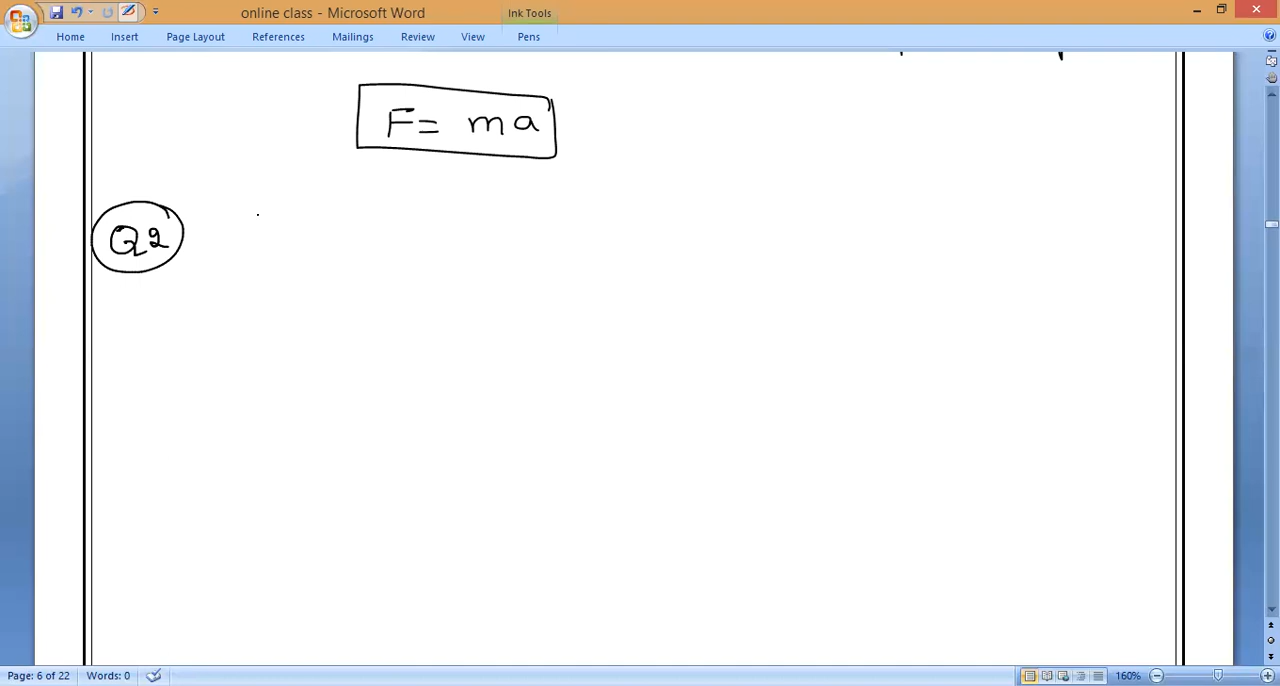 online class - Microsoft Word
Ink Tools
Home Insert Page Layout References Mailings Review View Pens
F= ma
Q2
Page: 6 of 22 Words: 0 160%